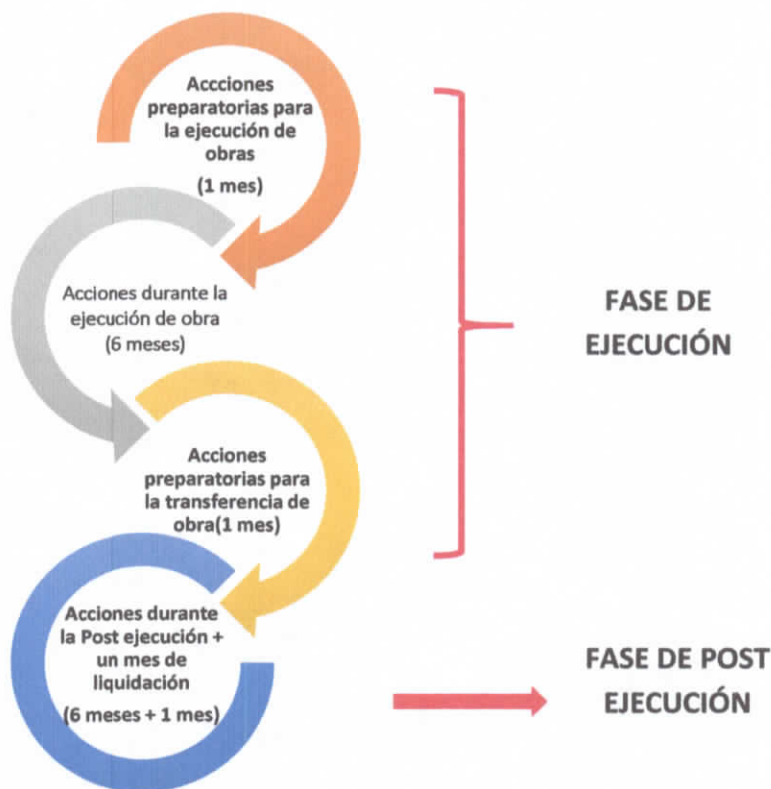 Accciones
preparatorias para
la ejecución de
obras
(1 mes)
Acciones durante la
ejecución de obra
(6 meses)
Acciones
preparatorias para
la transferencia de
obra(1 mes)
Acciones durante
la Post ejecución +
un mes de
liquidación
(6 meses + 1 mes)
FASE DE
EJECUCIÓN
FASE DE POST
EJECUCIÓN